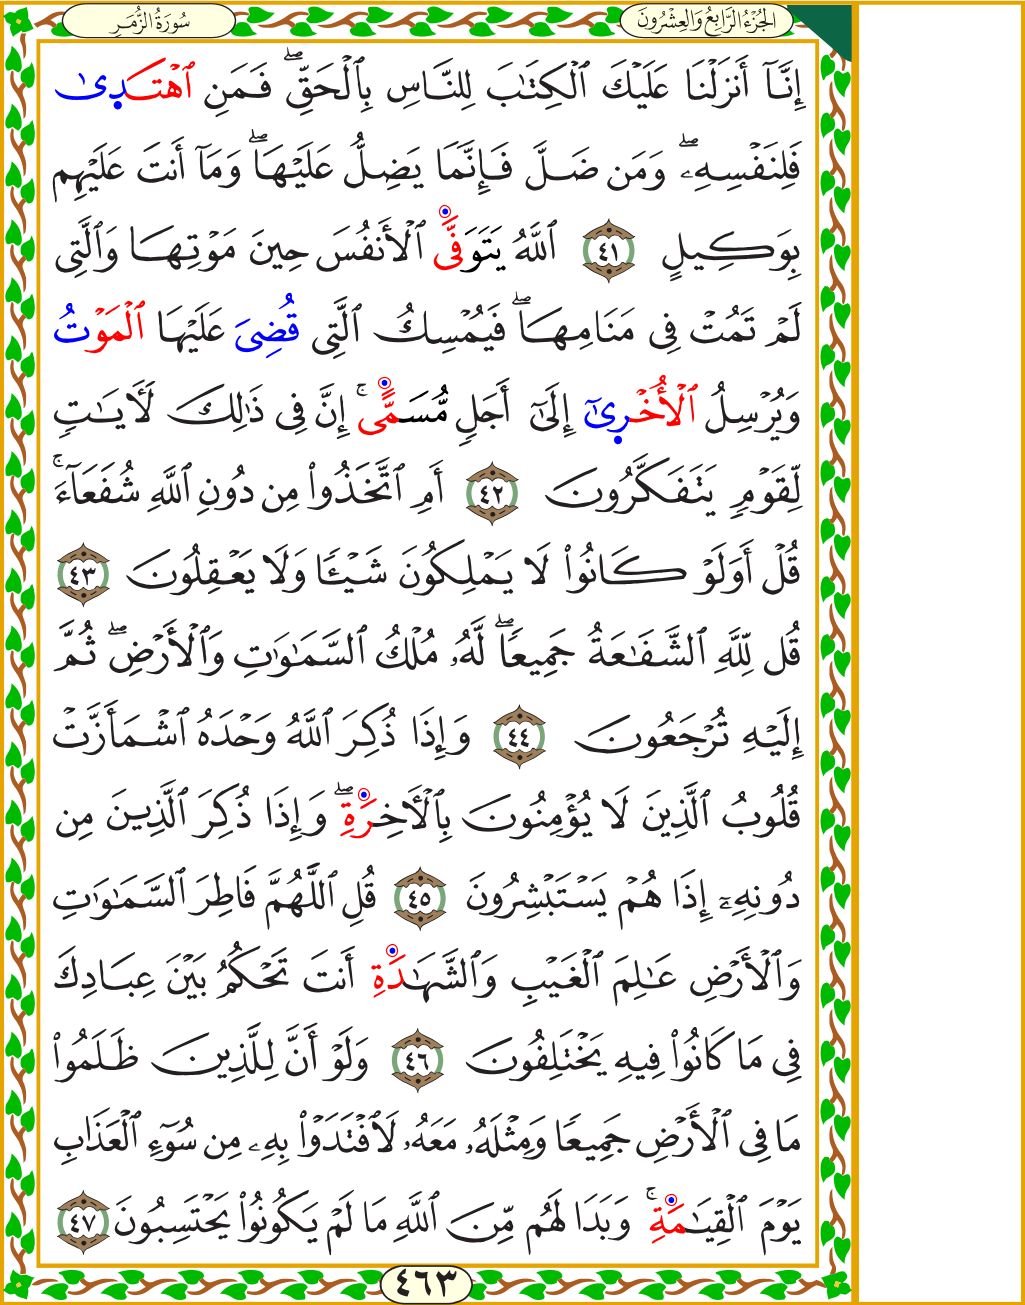 الجُزْءُ الرَّابِعُ وَالعِشْرُونَ
سُورَةُ الزُّمَرِ
إِنَّآ أَنزَلْنَا عَلَيْكَ ٱلْكِتَٰبَ لِلنَّاسِ بِٱلْحَقِّۖ فَمَنِ ٱهْتَدِىٰ
فَلِنَفْسِهِۦۖ وَمَن ضَلَّ فَإِنَّمَا يَضِلُّ عَلَيْهَاۖ وَمَآ أَنتَ عَلَيْهِم
بِوَكِيلٍ ٤١ ٱللَّهُ يَتَوَفَّى ٱلْأَنفُسَ حِينَ مَوْتِهَا وَٱلَّتِى
لَمْ تَمُتْ فِى مَنَامِهَاۖ فَيُمْسِكُ ٱلَّتِى قُضِىَ عَلَيْهَا ٱلْمَوْتُ
وَيُرْسِلُ ٱلْأُخْرِىٰٓ إِلَىٰٓ أَجَلٍ مُّسَمًّىۚ إِنَّ فِى ذَٰلِكَ لَءَايَٰتٍ
لِّقَوْمٍ يَتَفَكَّرُونَ ٤٢ أَمِ ٱتَّخَذُوا۟ مِن دُونِ ٱللَّهِ شُفَعَآءَۚ
قُلْ أَوَلَوْ كَانُوا۟ لَا يَمْلِكُونَ شَيْـًٔا وَلَا يَعْقِلُونَ ٤٣
قُل لِّلَّهِ ٱلشَّفَٰعَةُ جَمِيعًاۖ لَّهُۥ مُلْكُ ٱلسَّمَٰوَٰتِ وَٱلْأَرْضِۖ ثُمَّ
إِلَيْهِ تُرْجَعُونَ ٤٤ وَإِذَا ذُكِرَ ٱللَّهُ وَحْدَهُ ٱشْمَأَزَّتْ
قُلُوبُ ٱلَّذِينَ لَا يُؤْمِنُونَ بِٱلْءَاخِرَةِۖ وَإِذَا ذُكِرَ ٱلَّذِينَ مِن
دُونِهِۦٓ إِذَا هُمْ يَسْتَبْشِرُونَ ٤٥ قُلِ ٱللَّهُمَّ فَاطِرَ ٱلسَّمَٰوَٰتِ
وَٱلْأَرْضِ عَٰلِمَ ٱلْغَيْبِ وَٱلشَّهَٰدَةِ أَنتَ تَحْكُمُ بَيْنَ عِبَادِكَ
فِى مَا كَانُوا۟ فِيهِ يَخْتَلِفُونَ ٤٦ وَلَوْ أَنَّ لِلَّذِينَ ظَلَمُوا۟
مَا فِى ٱلْأَرْضِ جَمِيعًا وَمِثْلَهُۥ مَعَهُۥ لَٱفْتَدَوْا۟ بِهِۦ مِن سُوٓءِ ٱلْعَذَابِ
يَوْمَ ٱلْقِيَٰمَةِۚ وَبَدَا لَهُم مِّنَ ٱللَّهِ مَا لَمْ يَكُونُوا۟ يَحْتَسِبُونَ ٤٧
٤٦٣